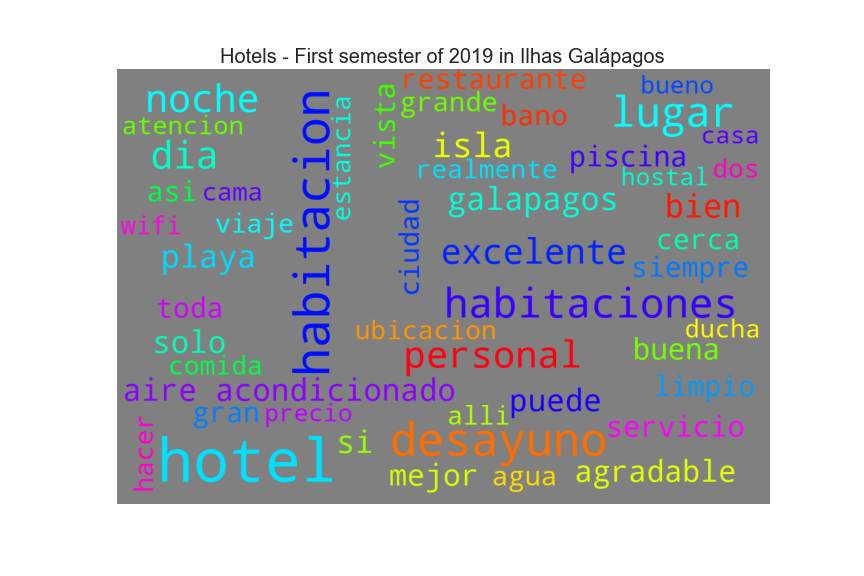 Hotels - First semester of 2019 in Ilhas Galápagos
restaurante
bueno
noche
vista
grande
lugar
habitacion
estancia
bano
atencion
casa
isla
dia
piscina
realmente
hostal
dos
asi
cama
galapagos
bien
wifi
viaje
ciudad
cerca
playa
excelente
siempre
toda
habitaciones
solo
ubicacion
ducha
comida
personal
buena
aire acondicionado
puede
limpio
gran
precio
alli
servicio
hacer
hotel
si
desayuno
mejor
agua
agradable